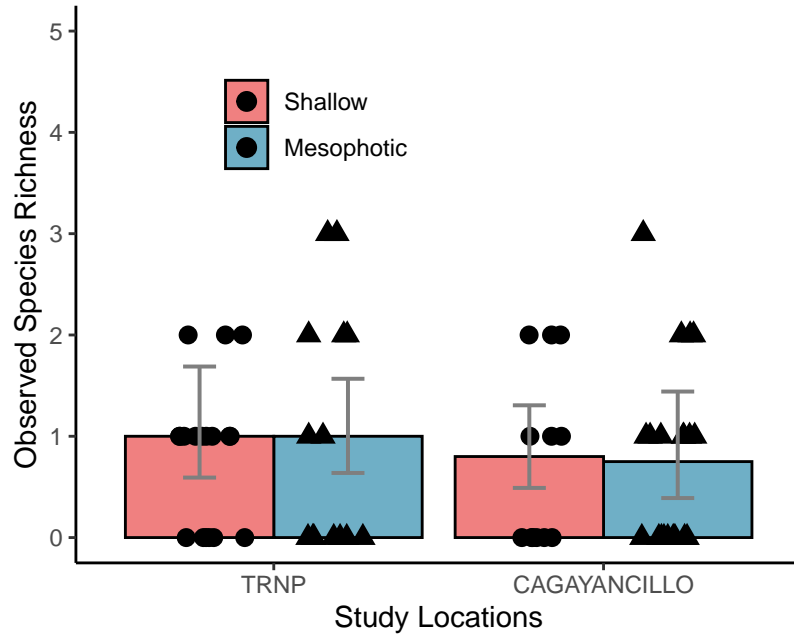 5
4
3
2
1
0
Observed Species Richness
Shallow
Mesophotic
TRNP
CAGAYANCILLO
Study Locations